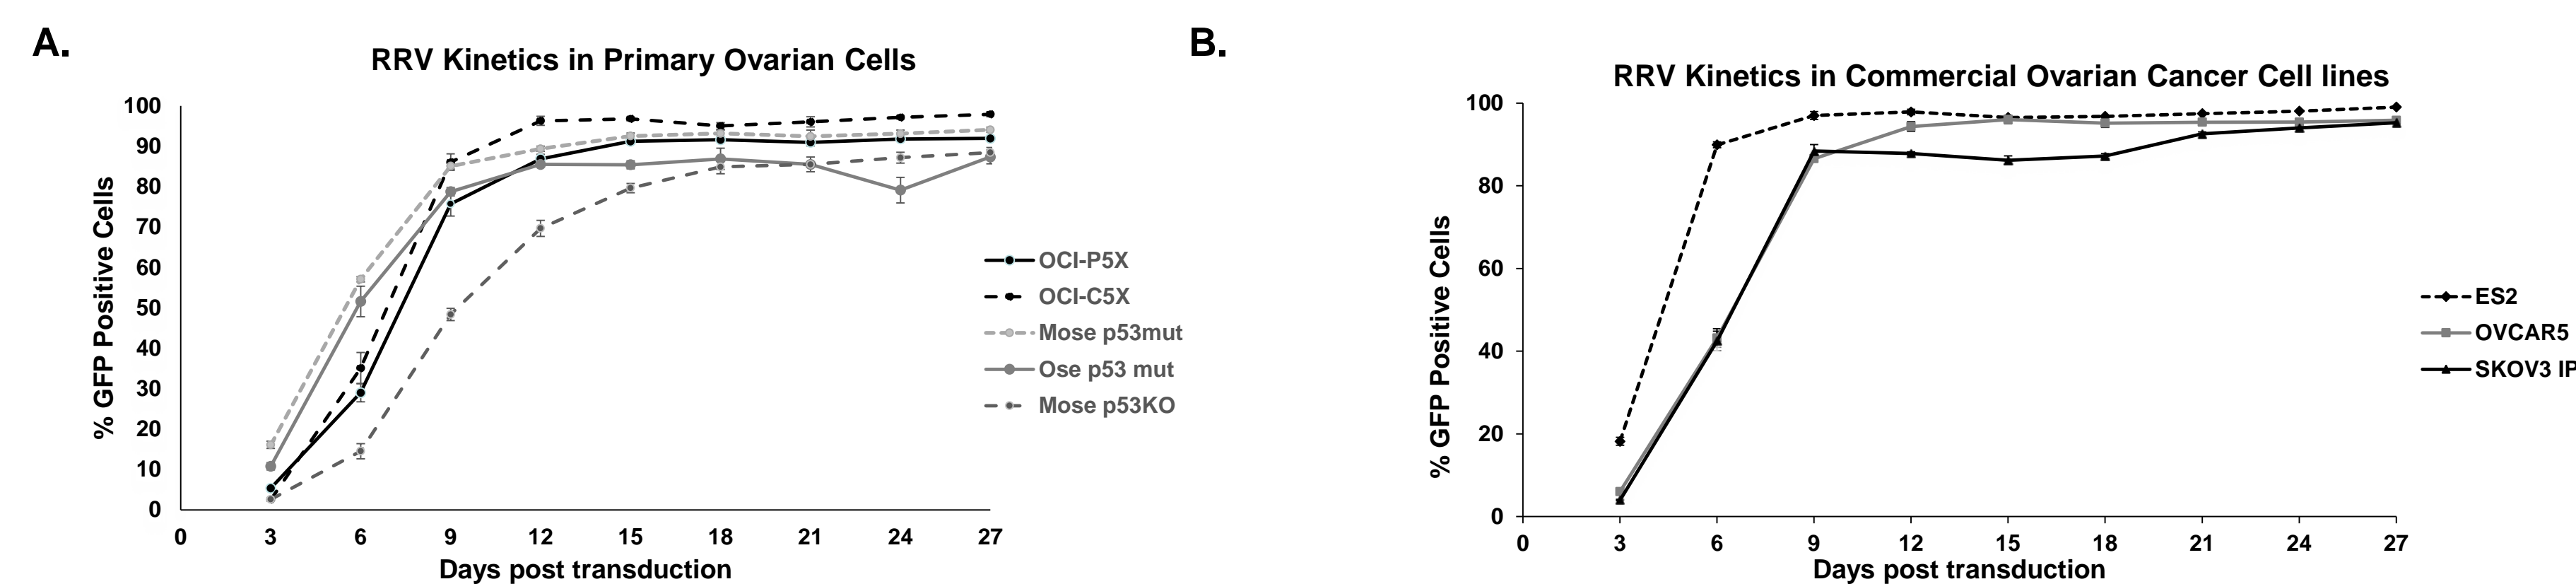 A.
RRV Kinetics in Primary Ovarian Cells
100
90
80
70
60
50
40
30
20
10
0
% GFP Positive Cells
0 3 6 9 12 15 18 21 24 27
Days post transduction
OCI-P5X
OCI-C5X
Mose p53mut
Ose p53 mut
Mose p53KO
B.
RRV Kinetics in Commercial Ovarian Cancer Cell lines
100
80
60
40
20
0
% GFP Positive Cells
0 3 6 9 12 15 18 21 24 27
Days post transduction
ES2
OVCAR5
SKOV3 IP